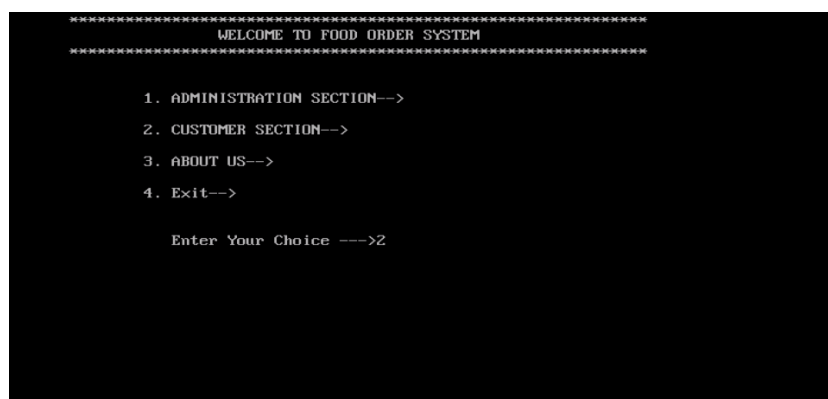 **************************************************************
WELCOME TO FOOD ORDER SYSTEM
**************************************************************
1. ADMINISTRATION SECTION-->
2. CUSTOMER SECTION-->
3. ABOUT US-->
4. Exit-->
Enter Your Choice --->2